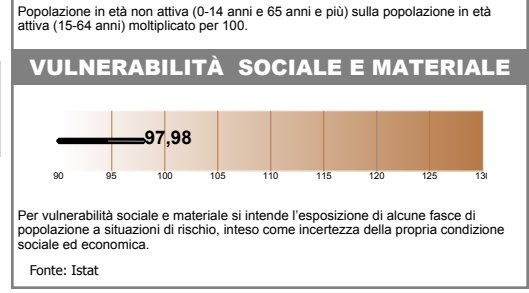 Popolazione in età non attiva (0-14 anni e 65 anni e più) sulla popolazione in età
attiva (15-64 anni) moltiplicato per 100.
VULNERABILITÀ SOCIALE E MATERIALE
97,98
90 95 100 105 110 115 120 125 13
Per vulnerabilità sociale e materiale si intende l'esposizione di alcune fasce di
popolazione a situazioni di rischio, inteso come incertezza della propria condizione
sociale ed economica.
Fonte: Istat